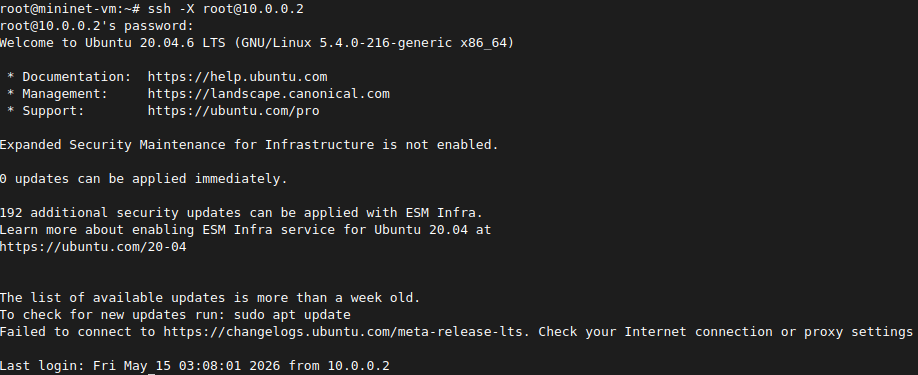 root@mininet-vm:~# ssh -X root@10.0.0.2
root@10.0.0.2's password:
Welcome to Ubuntu 20.04.6 LTS (GNU/Linux 5.4.0-216-generic x86_64)
* Documentation:  https://help.ubuntu.com
* Management:     https://landscape.canonical.com
* Support:        https://ubuntu.com/pro
Expanded Security Maintenance for Infrastructure is not enabled.
0 updates can be applied immediately.
192 additional security updates can be applied with ESM Infra.
Learn more about enabling ESM Infra service for Ubuntu 20.04 at
https://ubuntu.com/20-04
The list of available updates is more than a week old.
To check for new updates run: sudo apt update
Failed to connect to https://changelogs.ubuntu.com/meta-release-lts. Check your Internet connection or proxy settings
Last login: Fri May 15 03:08:01 2026 from 10.0.0.2